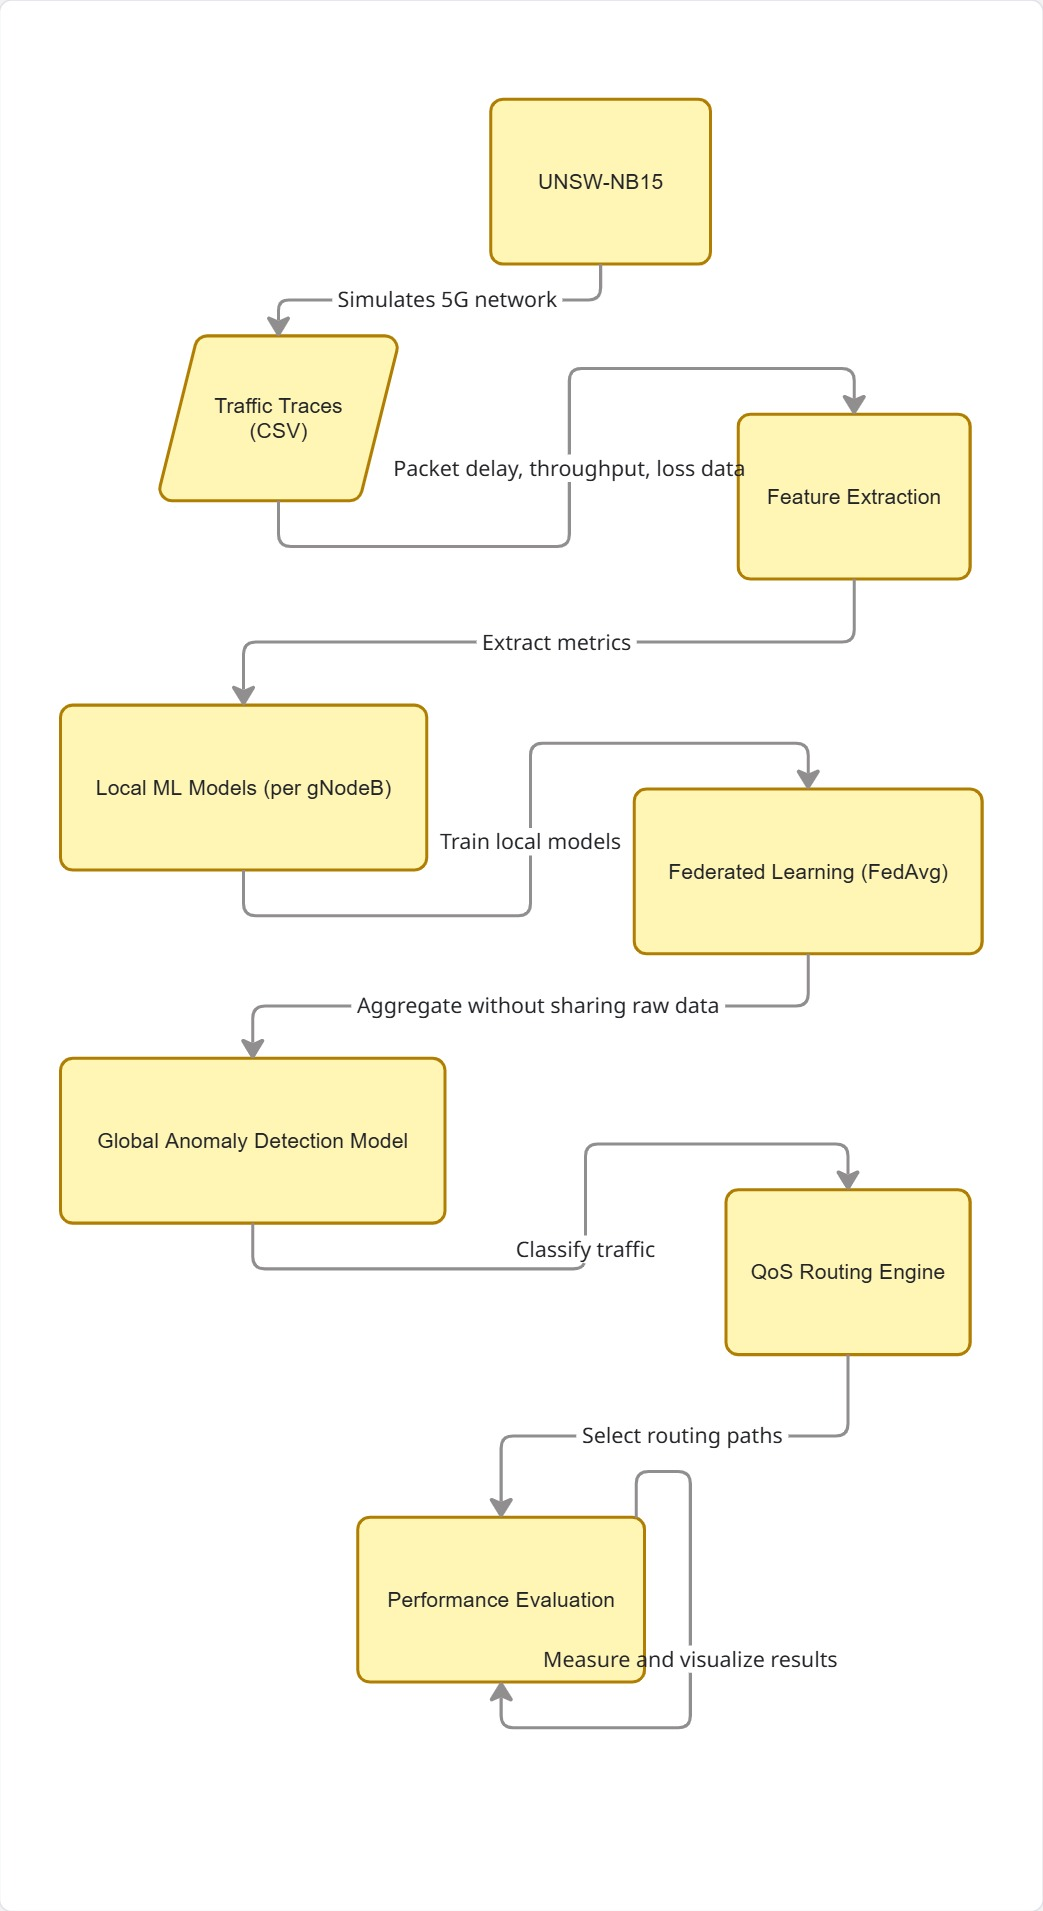 UNSW-NB15
Simulates 5G network
Traffic Traces
(CSV)
Packet delay, throughput, loss data
Feature Extraction
Extract metrics
Local ML Models (per gNodeB)
Train local models
Federated Learning (FedAvg)
Aggregate without sharing raw data
Global Anomaly Detection Model
Classify traffic
QoS Routing Engine
Select routing paths
Performance Evaluation
Measure and visualize results